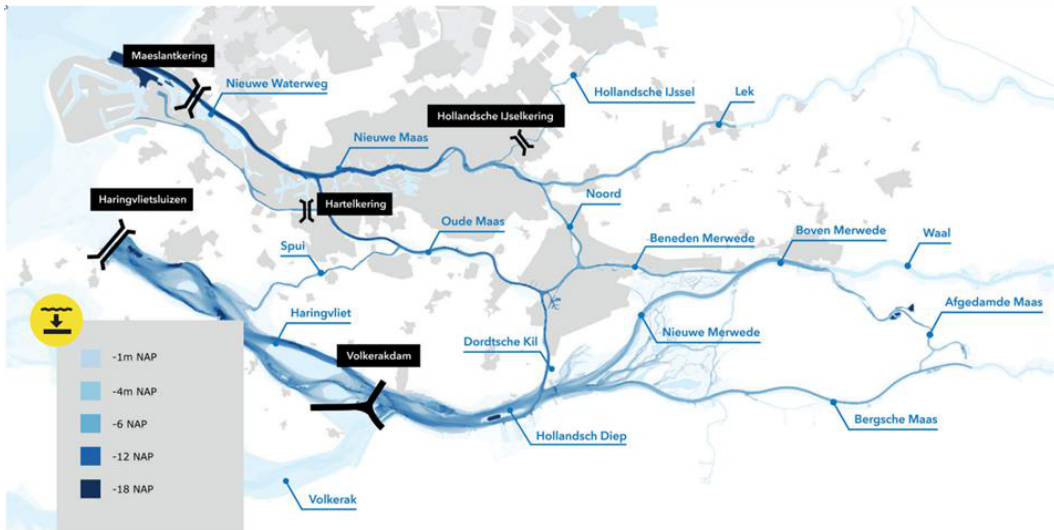 Maeslantkering
Nieuwe Waterweg
Hollandsche IJssel
Lek
Hollandsche IJselkering
Nieuwe Maas
Haringvlietsluizen
Hartelkering
Noord
Oude Maas
Beneden Merwede
Boven Merwede
Waal
Spui
Afgedamde Maas
Haringvliet
Nieuwe Merwede
Dordtsche Kil
Volkerakdam
Bergsche Maas
Hollandsch Diep
Volkerak
-1m NAP
-4m NAP
-6 NAP
-12 NAP
-18 NAP